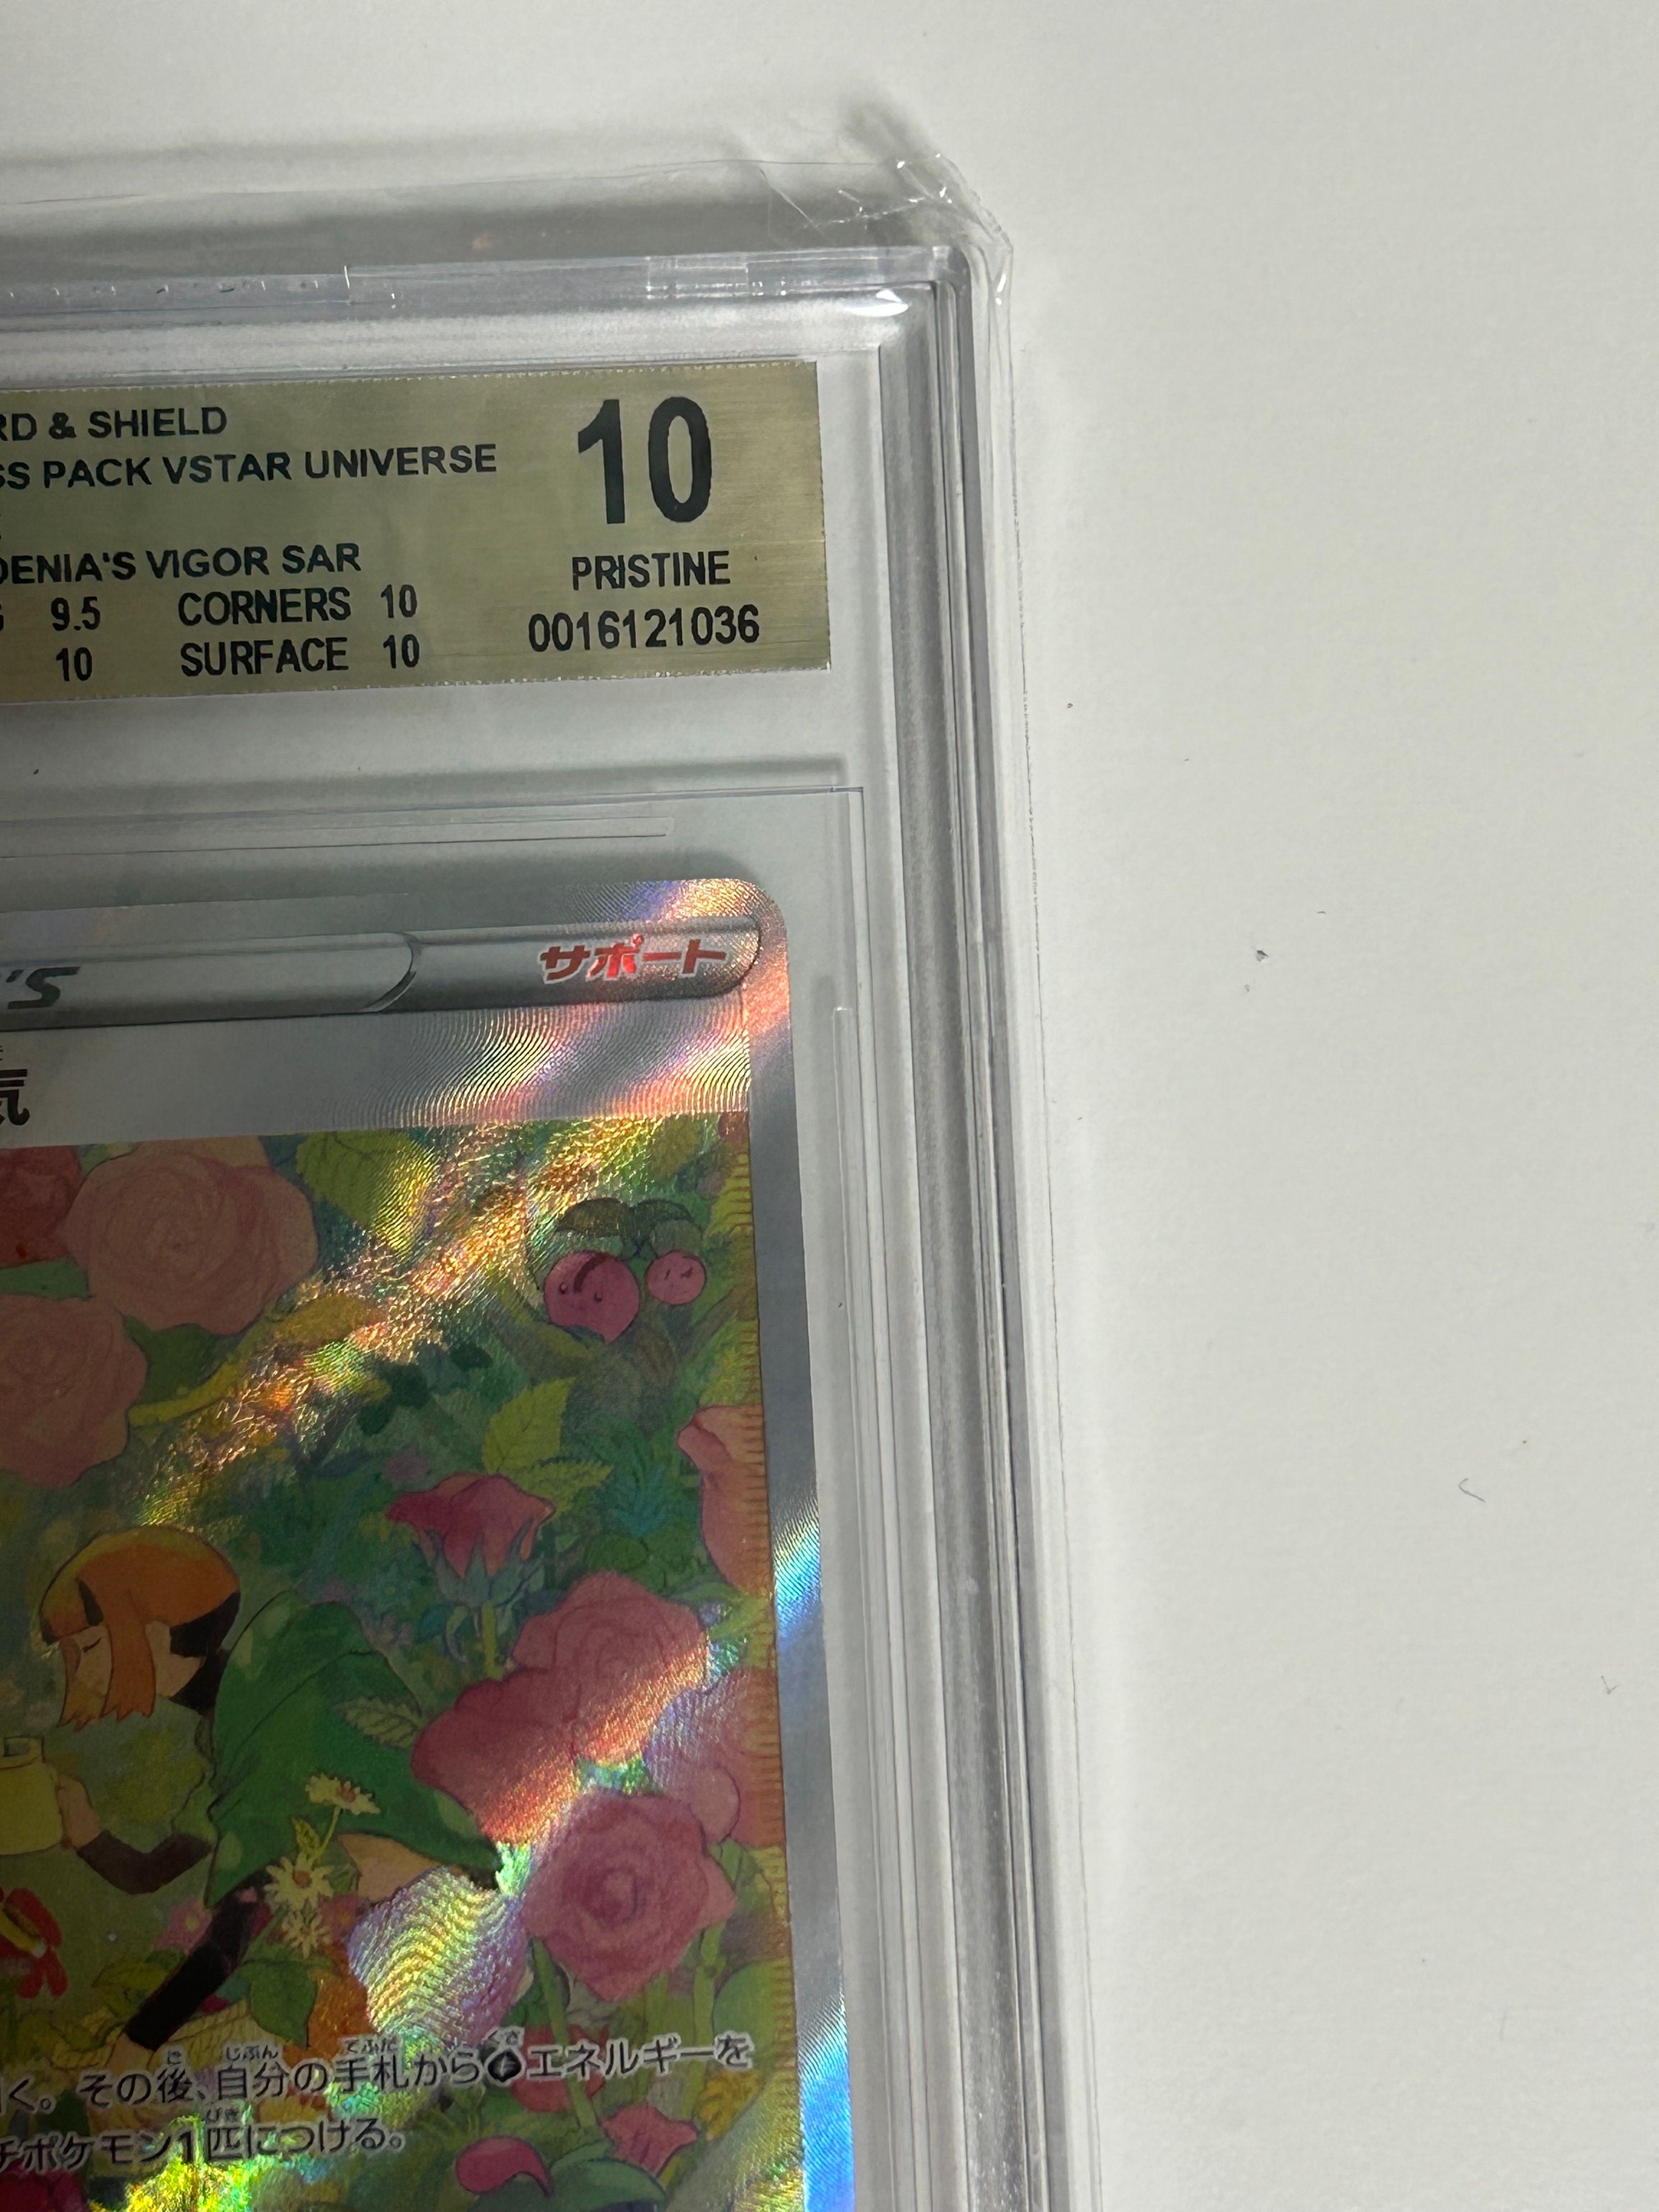 RD & SHIELD
SS PACK VSTAR UNIVERSE
DENIA'S VIGOR SAR
G 9.5 CORNERS 10
10 SURFACE 10
10
PRISTINE
0016121036
'S
サポート
気
く。その後、自分の手札からエネルギーを
チポケモン1匹につける。